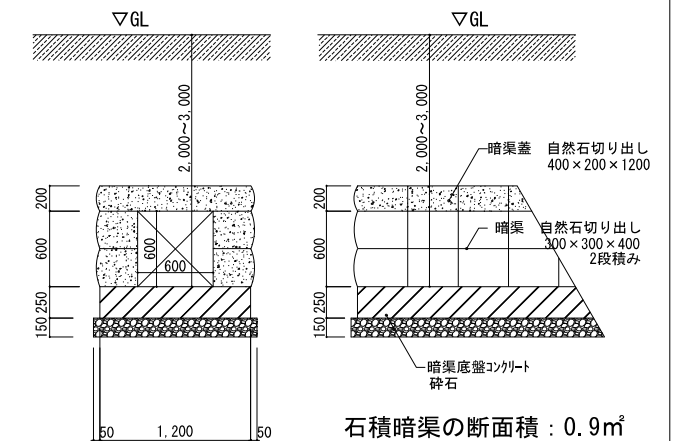 ▽GL
▽GL
2,000～3,000
2,000～3,000
200
600
250
150
600
600
50
1,200
50
200
600
250
150
暗渠蓋 自然石切り出し
400×200×1200
暗渠 自然石切り出し
300×300×400
2段積み
暗渠底盤コンクリート
砕石
石積暗渠の断面積：0.9㎡